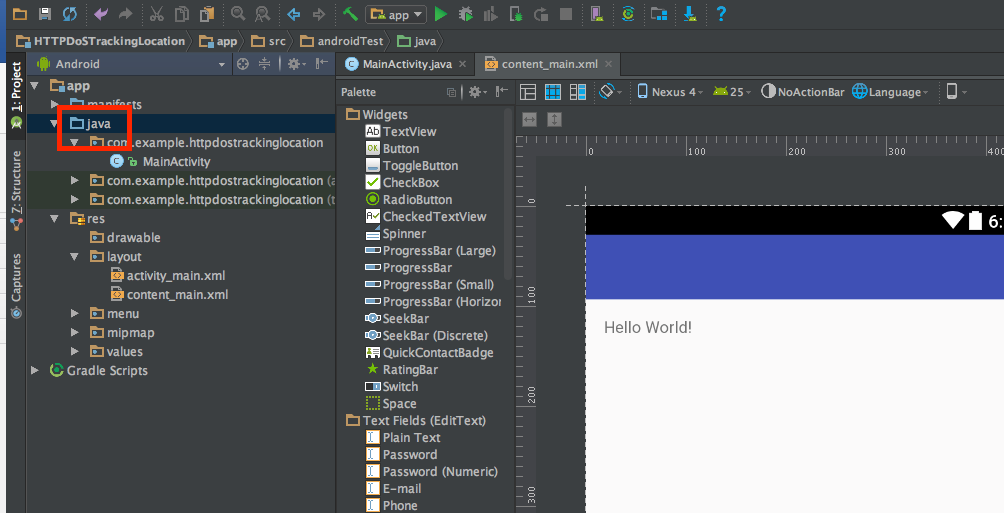 app
HTTPDoSTrackingLocation app src androidTest java
1: Project
Z: Structure
Captures
Android
app
manifests
java
com.example.httpdostrackinglocation
MainActivity
com.example.httpdostrackinglocation (a
com.example.httpdostrackinglocation (t
res
drawable
layout
activity_main.xml
content_main.xml
menu
mipmap
values
Gradle Scripts
MainActivity.java content_main.xml
Palette
Nexus 4 25 NoActionBar Language
Widgets
Ab TextView
OK Button
ToggleButton
CheckBox
RadioButton
CheckedTextView
Spinner
ProgressBar (Large)
ProgressBar
ProgressBar (Small)
ProgressBar (Horizon
SeekBar
SeekBar (Discrete)
QuickContactBadge
RatingBar
Switch
Space
Text Fields (EditText)
Plain Text
Password
Password (Numeric)
E-mail
Phone
0 100 200 300 400
0
100
200
300
6:
Hello World!